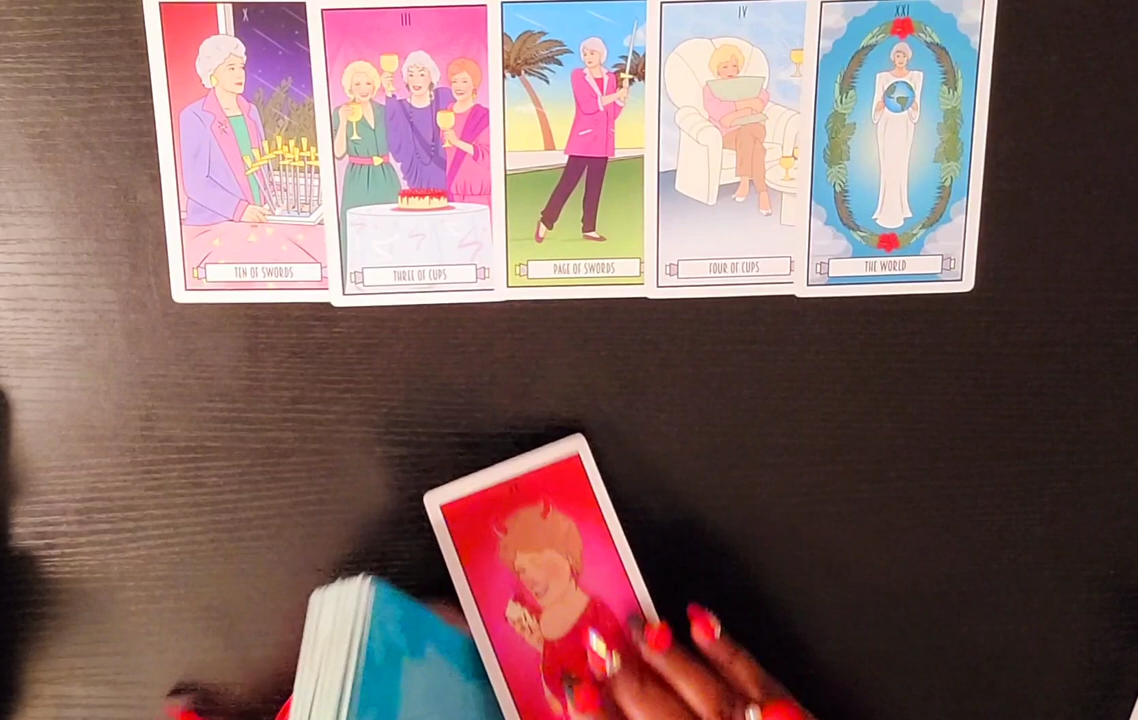 X
III
IV
XXI
TEN OF SWORDS
THREE OF CUPS
PAGE OF SWORDS
FOUR OF CUPS
THE WORLD